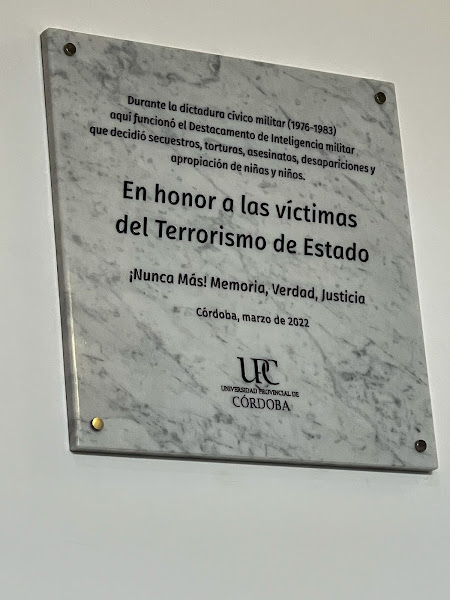 Durante la dictadura cívico militar (1976-1983)
aquí funcionó el Destacamento de Inteligencia militar
que decidió secuestros, torturas, asesinatos, desapariciones y
apropiación de niñas y niños.
En honor a las víctimas
del Terrorismo de Estado
¡Nunca Más! Memoria, Verdad, Justicia
Córdoba, marzo de 2022
UPC
UNIVERSIDAD PROVINCIAL DE
CÓRDOBA